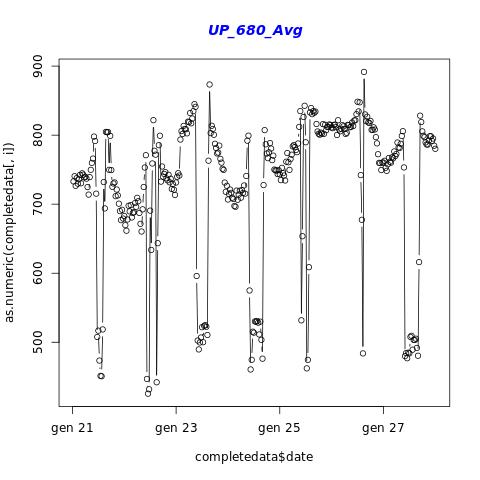 UP_680_Avg
as.numeric(completedata[, i])
900
800
700
600
500
gen 21
gen 23
gen 25
gen 27
completedata$date